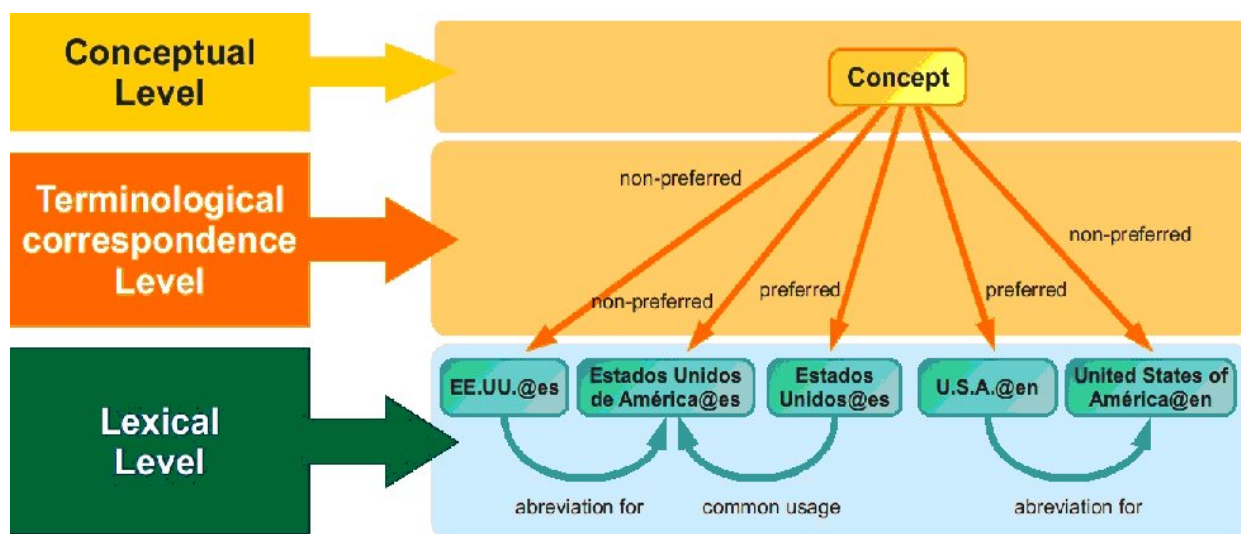 Conceptual
Level
Concept
Terminological
correspondence
Level
non-preferred
non-preferred
non-preferred
preferred
preferred
Lexical
Level
EE.UU.@es
Estados Unidos
de América@es
Estados
Unidos@es
U.S.A.@en
United States of
América@en
abreviation for
common usage
abreviation for